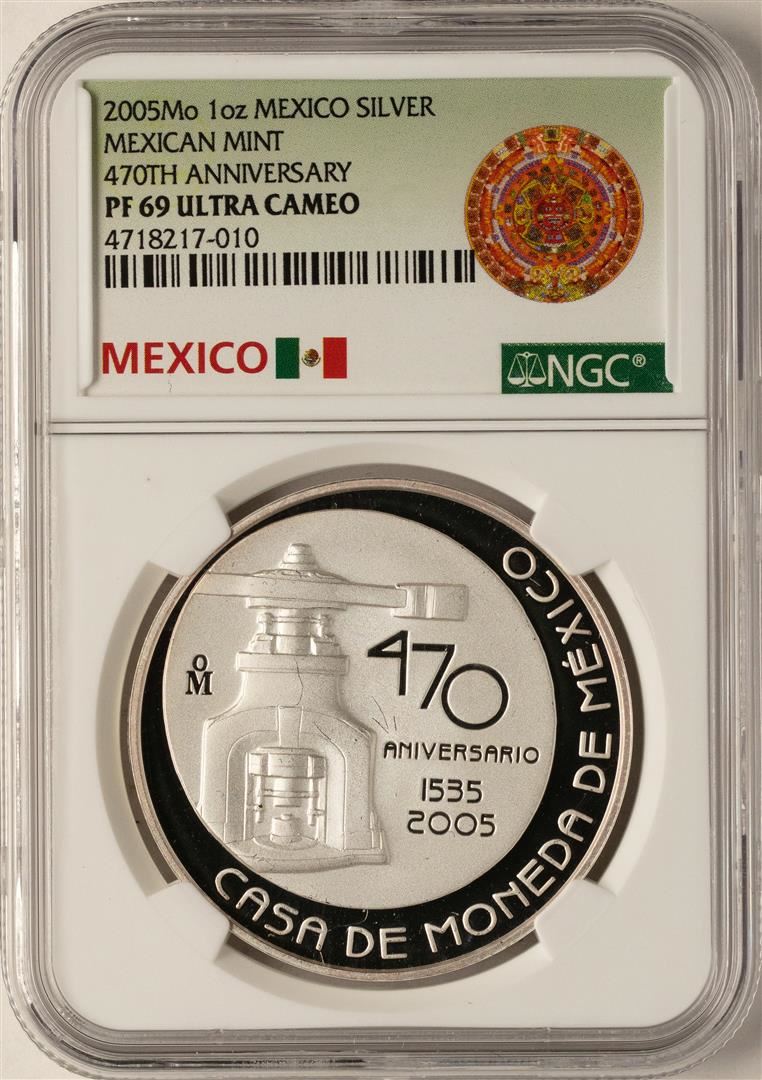 2005Mo 1oz MEXICO SILVER
MEXICAN MINT
470TH ANNIVERSARY
PF 69 ULTRA CAMEO
4718217-010
MEXICO
NGC®
oM
470
ANIVERSARIO
1535
2005
CASA DE MONEDA DE MÉXICO